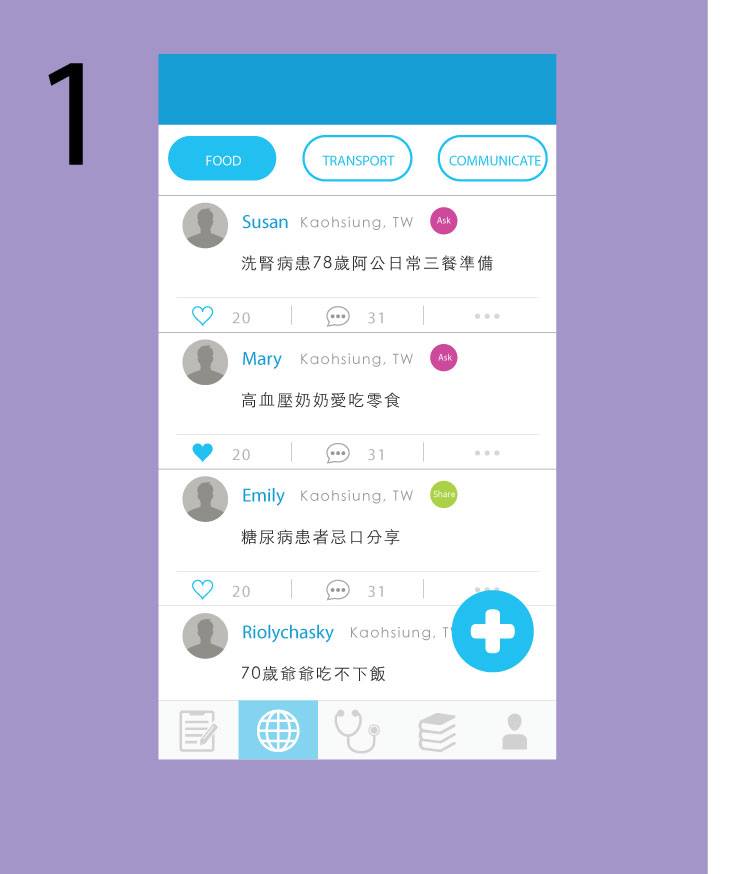 1
FOOD TRANSPORT COMMUNICATE
Susan Kaohsiung, TW Ask
洗腎病患78歲阿公日常三餐準備
20 31
Mary Kaohsiung, TW Ask
高血壓奶奶愛吃零食
20 31
Emily Kaohsiung, TW Share
糖尿病患者忌口分享
20 31
Riolychasky Kaohsiung, T
70歲爺爺吃不下飯